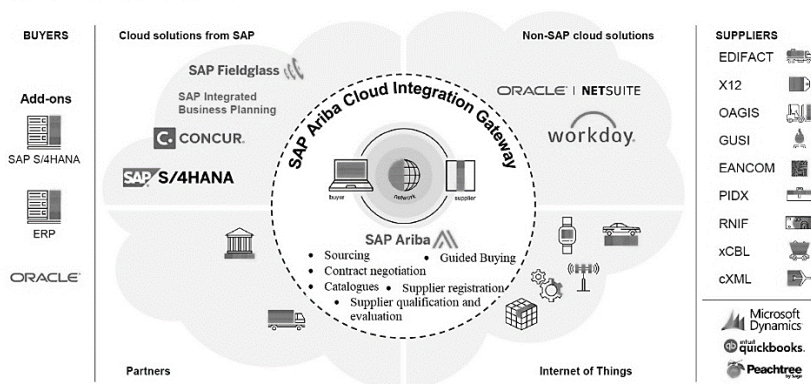 BUYERS
Add-ons
SAP S/4HANA
ERP
ORACLE
Cloud solutions from SAP
SAP Fieldglass
SAP Integrated
Business Planning
C. CONCUR.
SAP S/4HANA
Non-SAP cloud solutions
ORACLE | NETSUITE
workday.
SAP Ariba Cloud Integration Gateway
buyer
network
supplier
SAP Ariba
• Sourcing
• Guided Buying
• Contract negotiation
• Catalogues • Supplier registration
• Supplier qualification and
evaluation
Partners
Internet of Things
SUPPLIERS
EDIFACT
X12
OAGIS
GUSI
EANCOM
PIDX
RNIF
xCBL
cXML
Microsoft
Dynamics
intuit
quickbooks.
Peachtree
by Sage